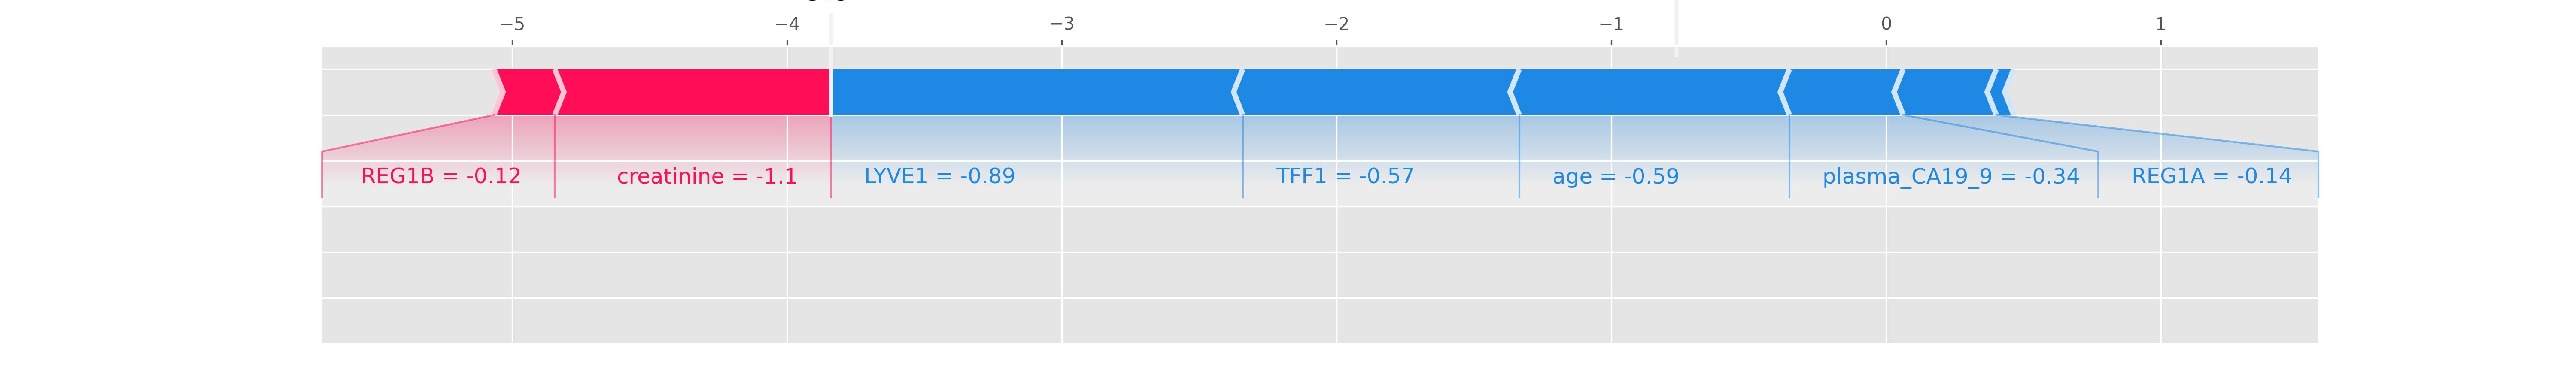 −5 −4 −3 −2 −1 0 1
REG1B = -0.12 creatinine = -1.1 LYVE1 = -0.89 TFF1 = -0.57 age = -0.59 plasma_CA19_9 = -0.34 REG1A = -0.14